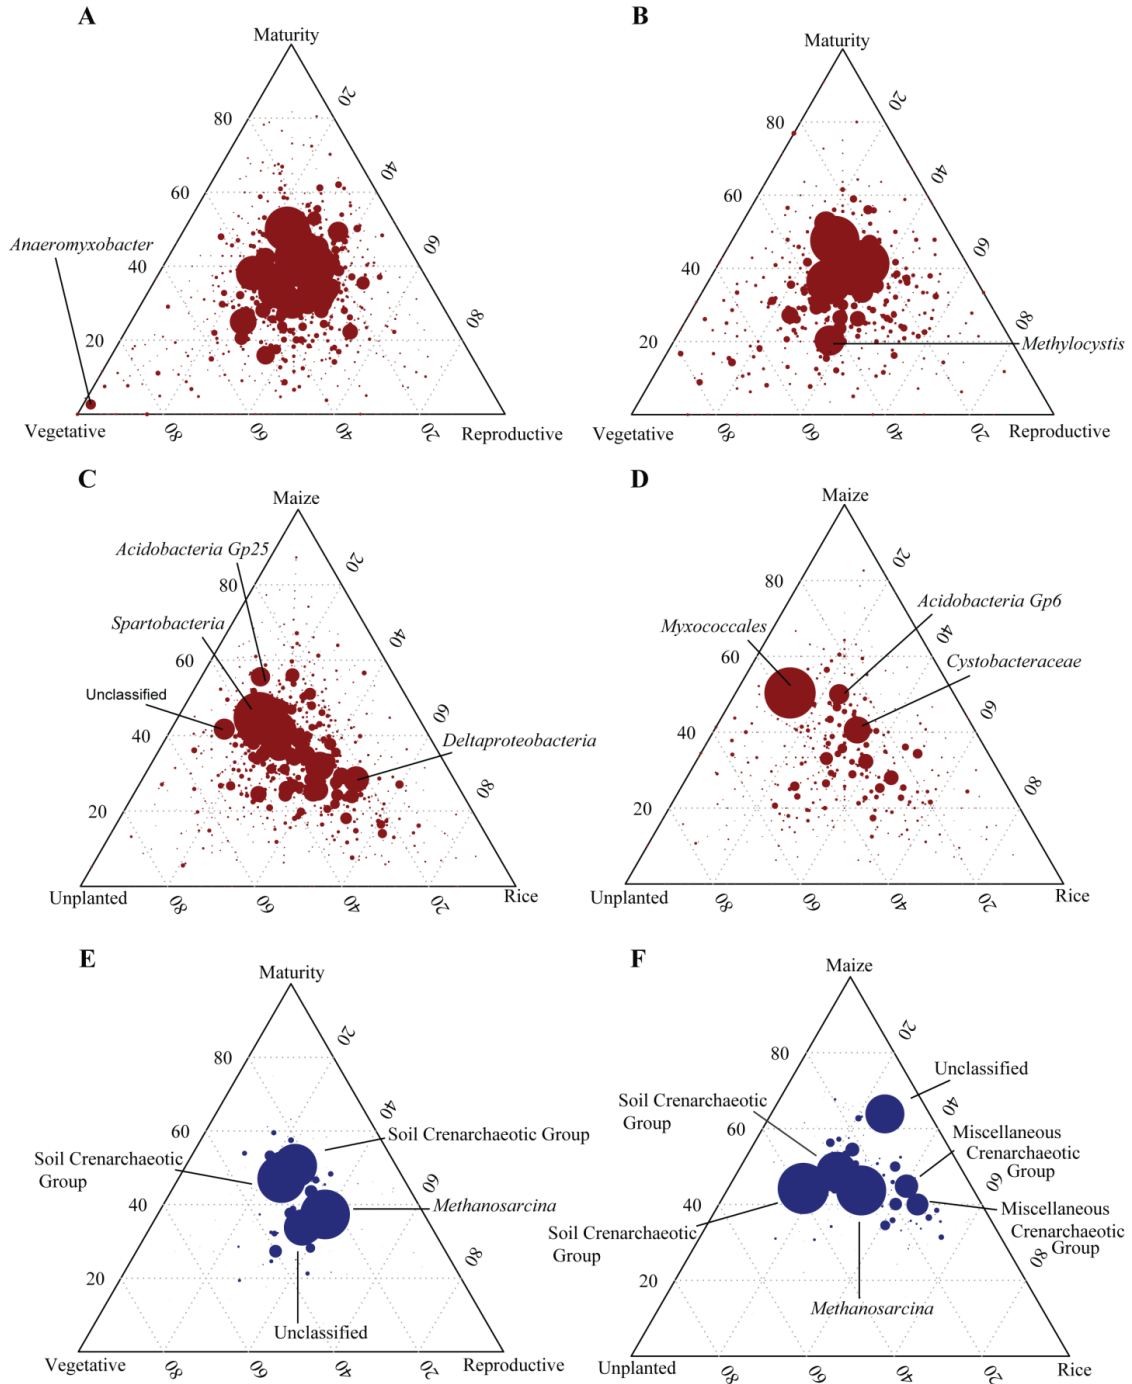 A
Maturity
20
80
40
60
Anaeromyxobacter
60
40
80
20
Vegetative
80
60
40
20
Reproductive
B
Maturity
20
80
40
60
60
40
80
20
Methylocystis
Vegetative
80
60
40
20
Reproductive
C
Maize
Acidobacteria Gp25
20
80
Spartobacteria
40
60
Unclassified
60
40
Deltaproteobacteria
80
20
Unplanted
80
60
40
20
Rice
D
Maize
20
80
Acidobacteria Gp6
Myxococcales
40
60
Cystobacteraceae
60
40
80
20
Unplanted
80
60
40
20
Rice
E
Maturity
20
80
40
60
Soil Crenarchaeotic Group
Soil Crenarchaeotic
Group
60
40
Methanosarcina
80
20
Unclassified
Vegetative
80
60
40
20
Reproductive
F
Maize
20
80
Unclassified
Soil Crenarchaeotic
Group
40
60
Miscellaneous
Crenarchaeotic
Group
60
40
Miscellaneous
Crenarchaeotic
Group
Soil Crenarchaeotic
Group
80
20
Methanosarcina
Unplanted
80
60
40
20
Rice